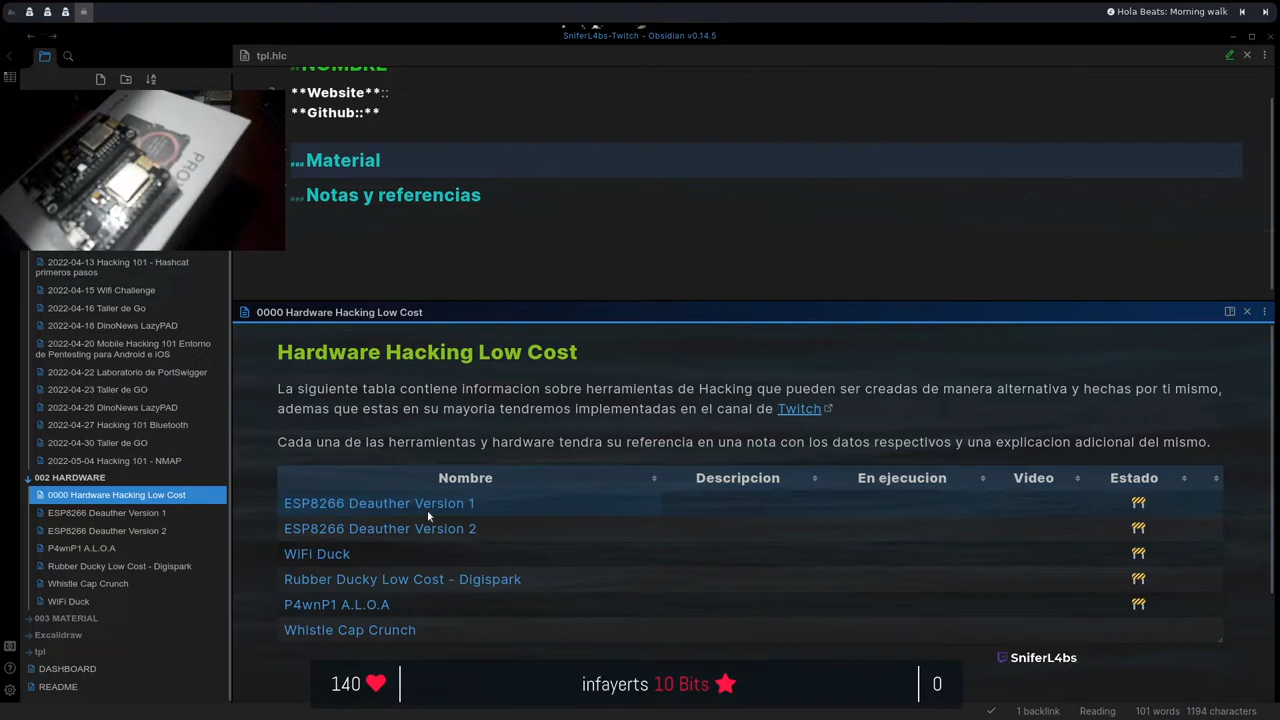 Hola Beats: Morning walk
SniferL4bs-Twitch - Obsidian v0.14.5
tpl.hlc
#NOMBRE
**Website**::
**Github::**
###Material
###Notas y referencias
2022-04-13 Hacking 101 - Hashcat
primeros pasos
2022-04-15 Wifi Challenge
2022-04-16 Taller de Go
2022-04-18 DinoNews LazyPAD
2022-04-20 Mobile Hacking 101 Entorno
de Pentesting para Android e iOS
2022-04-22 Laboratorio de PortSwigger
2022-04-23 Taller de GO
2022-04-25 DinoNews LazyPAD
2022-04-27 Hacking 101 Bluetooth
2022-04-30 Taller de GO
2022-05-04 Hacking 101 - NMAP
002 HARDWARE
0000 Hardware Hacking Low Cost
ESP8266 Deauther Version 1
ESP8266 Deauther Version 2
P4wnP1 A.L.O.A
Rubber Ducky Low Cost - Digispark
Whistle Cap Crunch
WiFi Duck
003 MATERIAL
Excalidraw
tpl
DASHBOARD
README
0000 Hardware Hacking Low Cost
Hardware Hacking Low Cost
La siguiente tabla contiene informacion sobre herramientas de Hacking que pueden ser creadas de manera alternativa y hechas por ti mismo,
ademas que estas en su mayoria tendremos implementadas en el canal de Twitch
Cada una de las herramientas y hardware tendra su referencia en una nota con los datos respectivos y una explicacion adicional del mismo.
Nombre Descripcion En ejecucion Video Estado
ESP8266 Deauther Version 1
ESP8266 Deauther Version 2
WiFi Duck
Rubber Ducky Low Cost - Digispark
P4wnP1 A.L.O.A
Whistle Cap Crunch
SniferL4bs
140 infayerts 10 Bits 0
1 backlink Reading 101 words 1194 characters